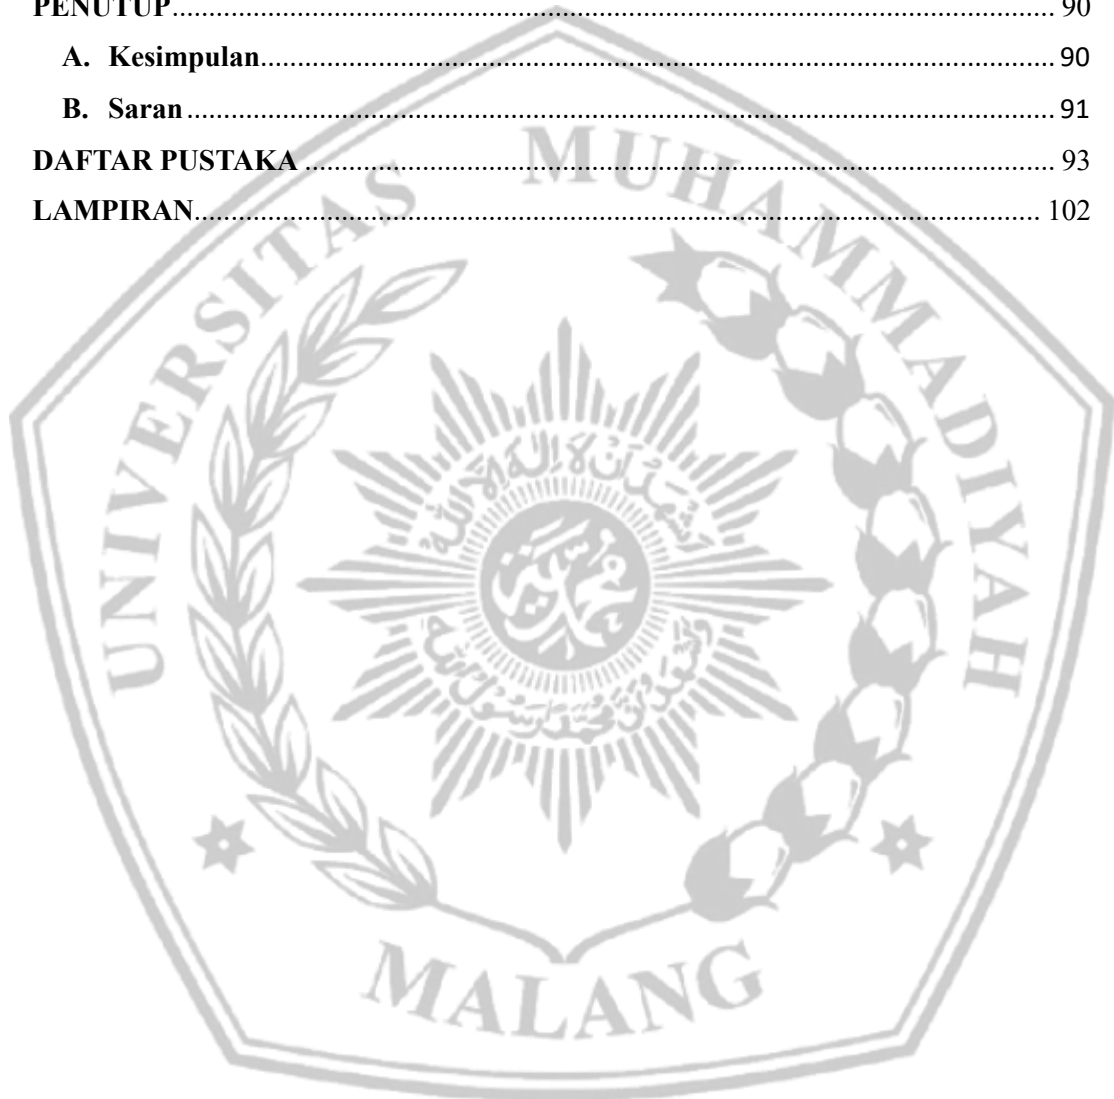 PENUTUP.......... 90
A. Kesimpulan.......... 90
B. Saran.......... 91
DAFTAR PUSTAKA.......... 93
LAMPIRAN.......... 102
UNIVERSITAS MUHAMMADIYAH
MALANG